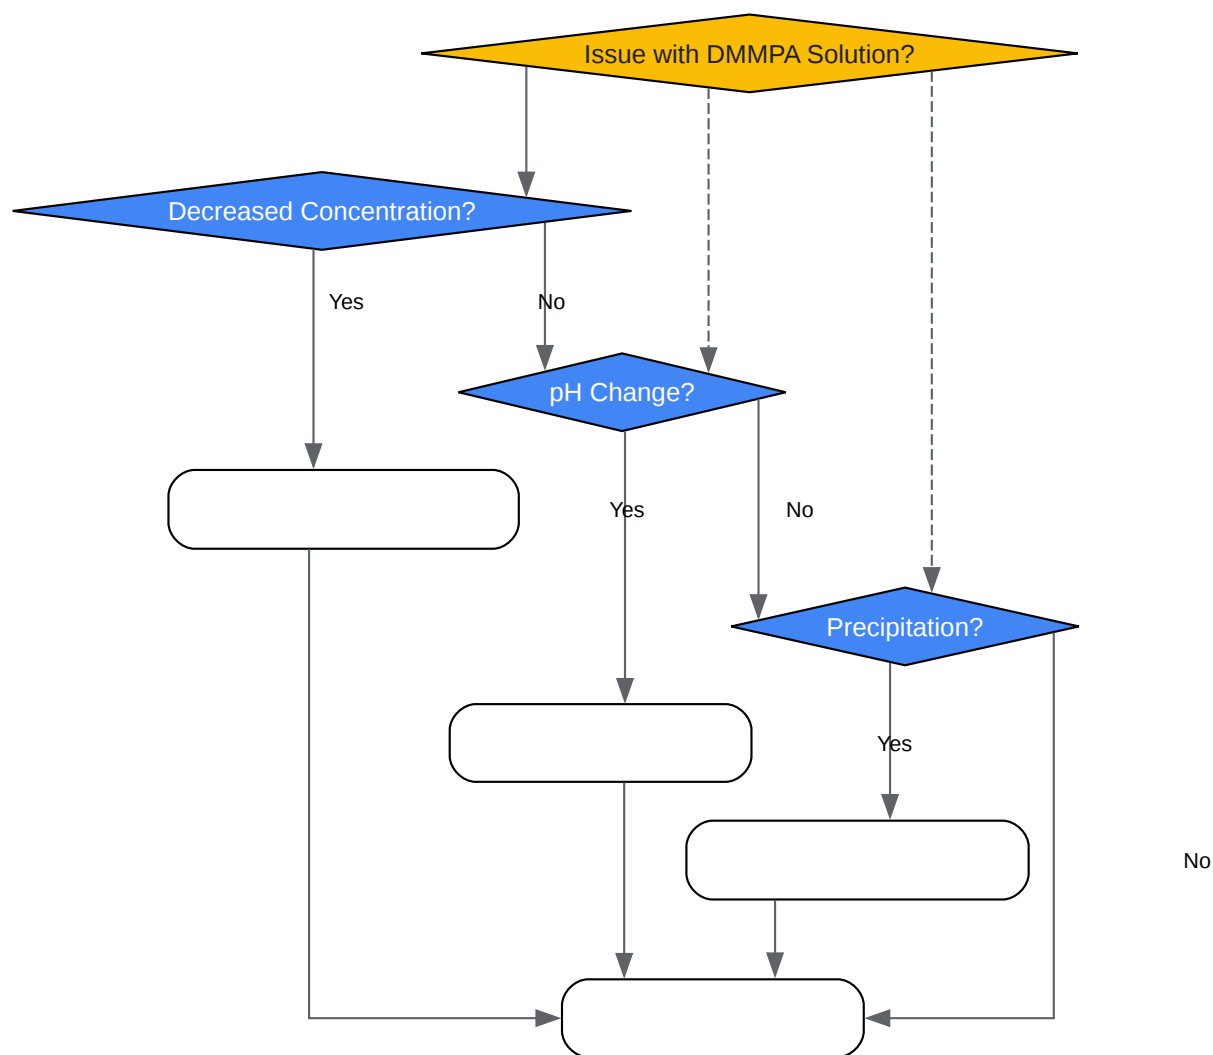 Issue with DMMPA Solution?
Decreased Concentration?
Yes
No
pH Change?
Yes
No
Precipitation?
Yes
No